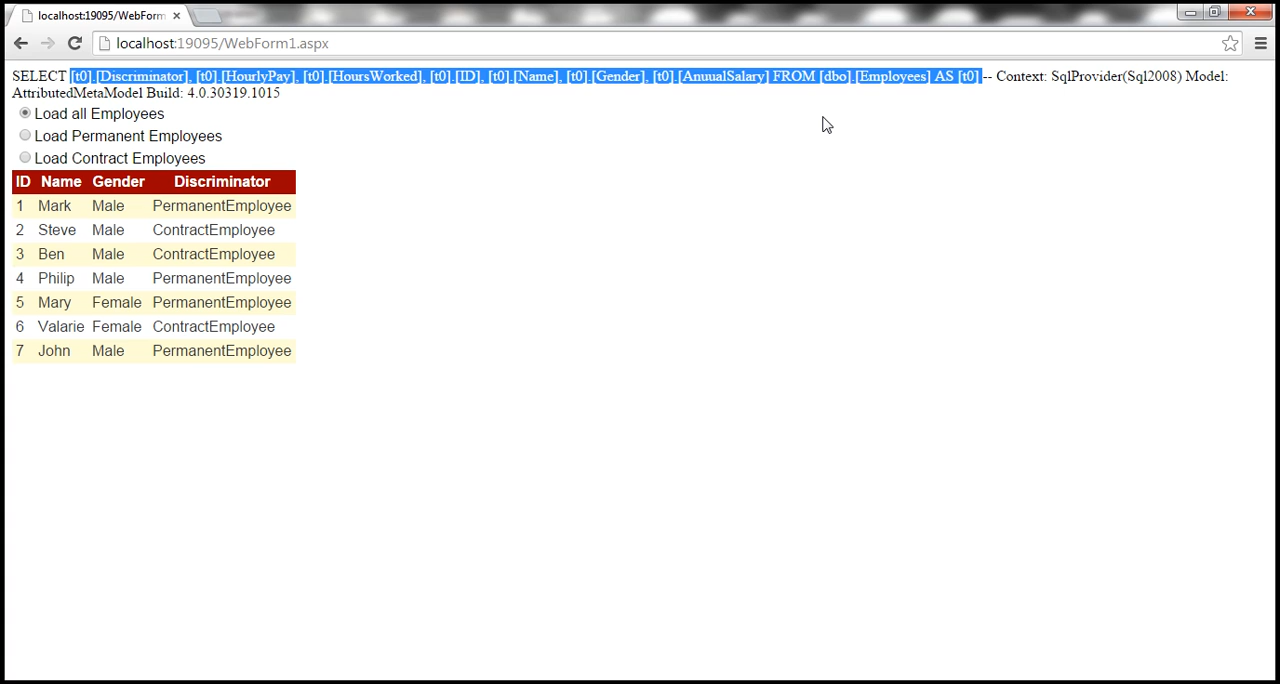 localhost:19095/WebForm
localhost:19095/WebForm1.aspx
SELECT [t0].[Discriminator], [t0].[HourlyPay], [t0].[HoursWorked], [t0].[ID], [t0].[Name], [t0].[Gender], [t0].[AnuualSalary] FROM [dbo].[Employees] AS [t0] -- Context: SqlProvider(Sql2008) Model:
AttributedMetaModel Build: 4.0.30319.1015
Load all Employees
Load Permanent Employees
Load Contract Employees
ID Name Gender Discriminator
1 Mark Male PermanentEmployee
2 Steve Male ContractEmployee
3 Ben Male ContractEmployee
4 Philip Male PermanentEmployee
5 Mary Female PermanentEmployee
6 Valarie Female ContractEmployee
7 John Male PermanentEmployee